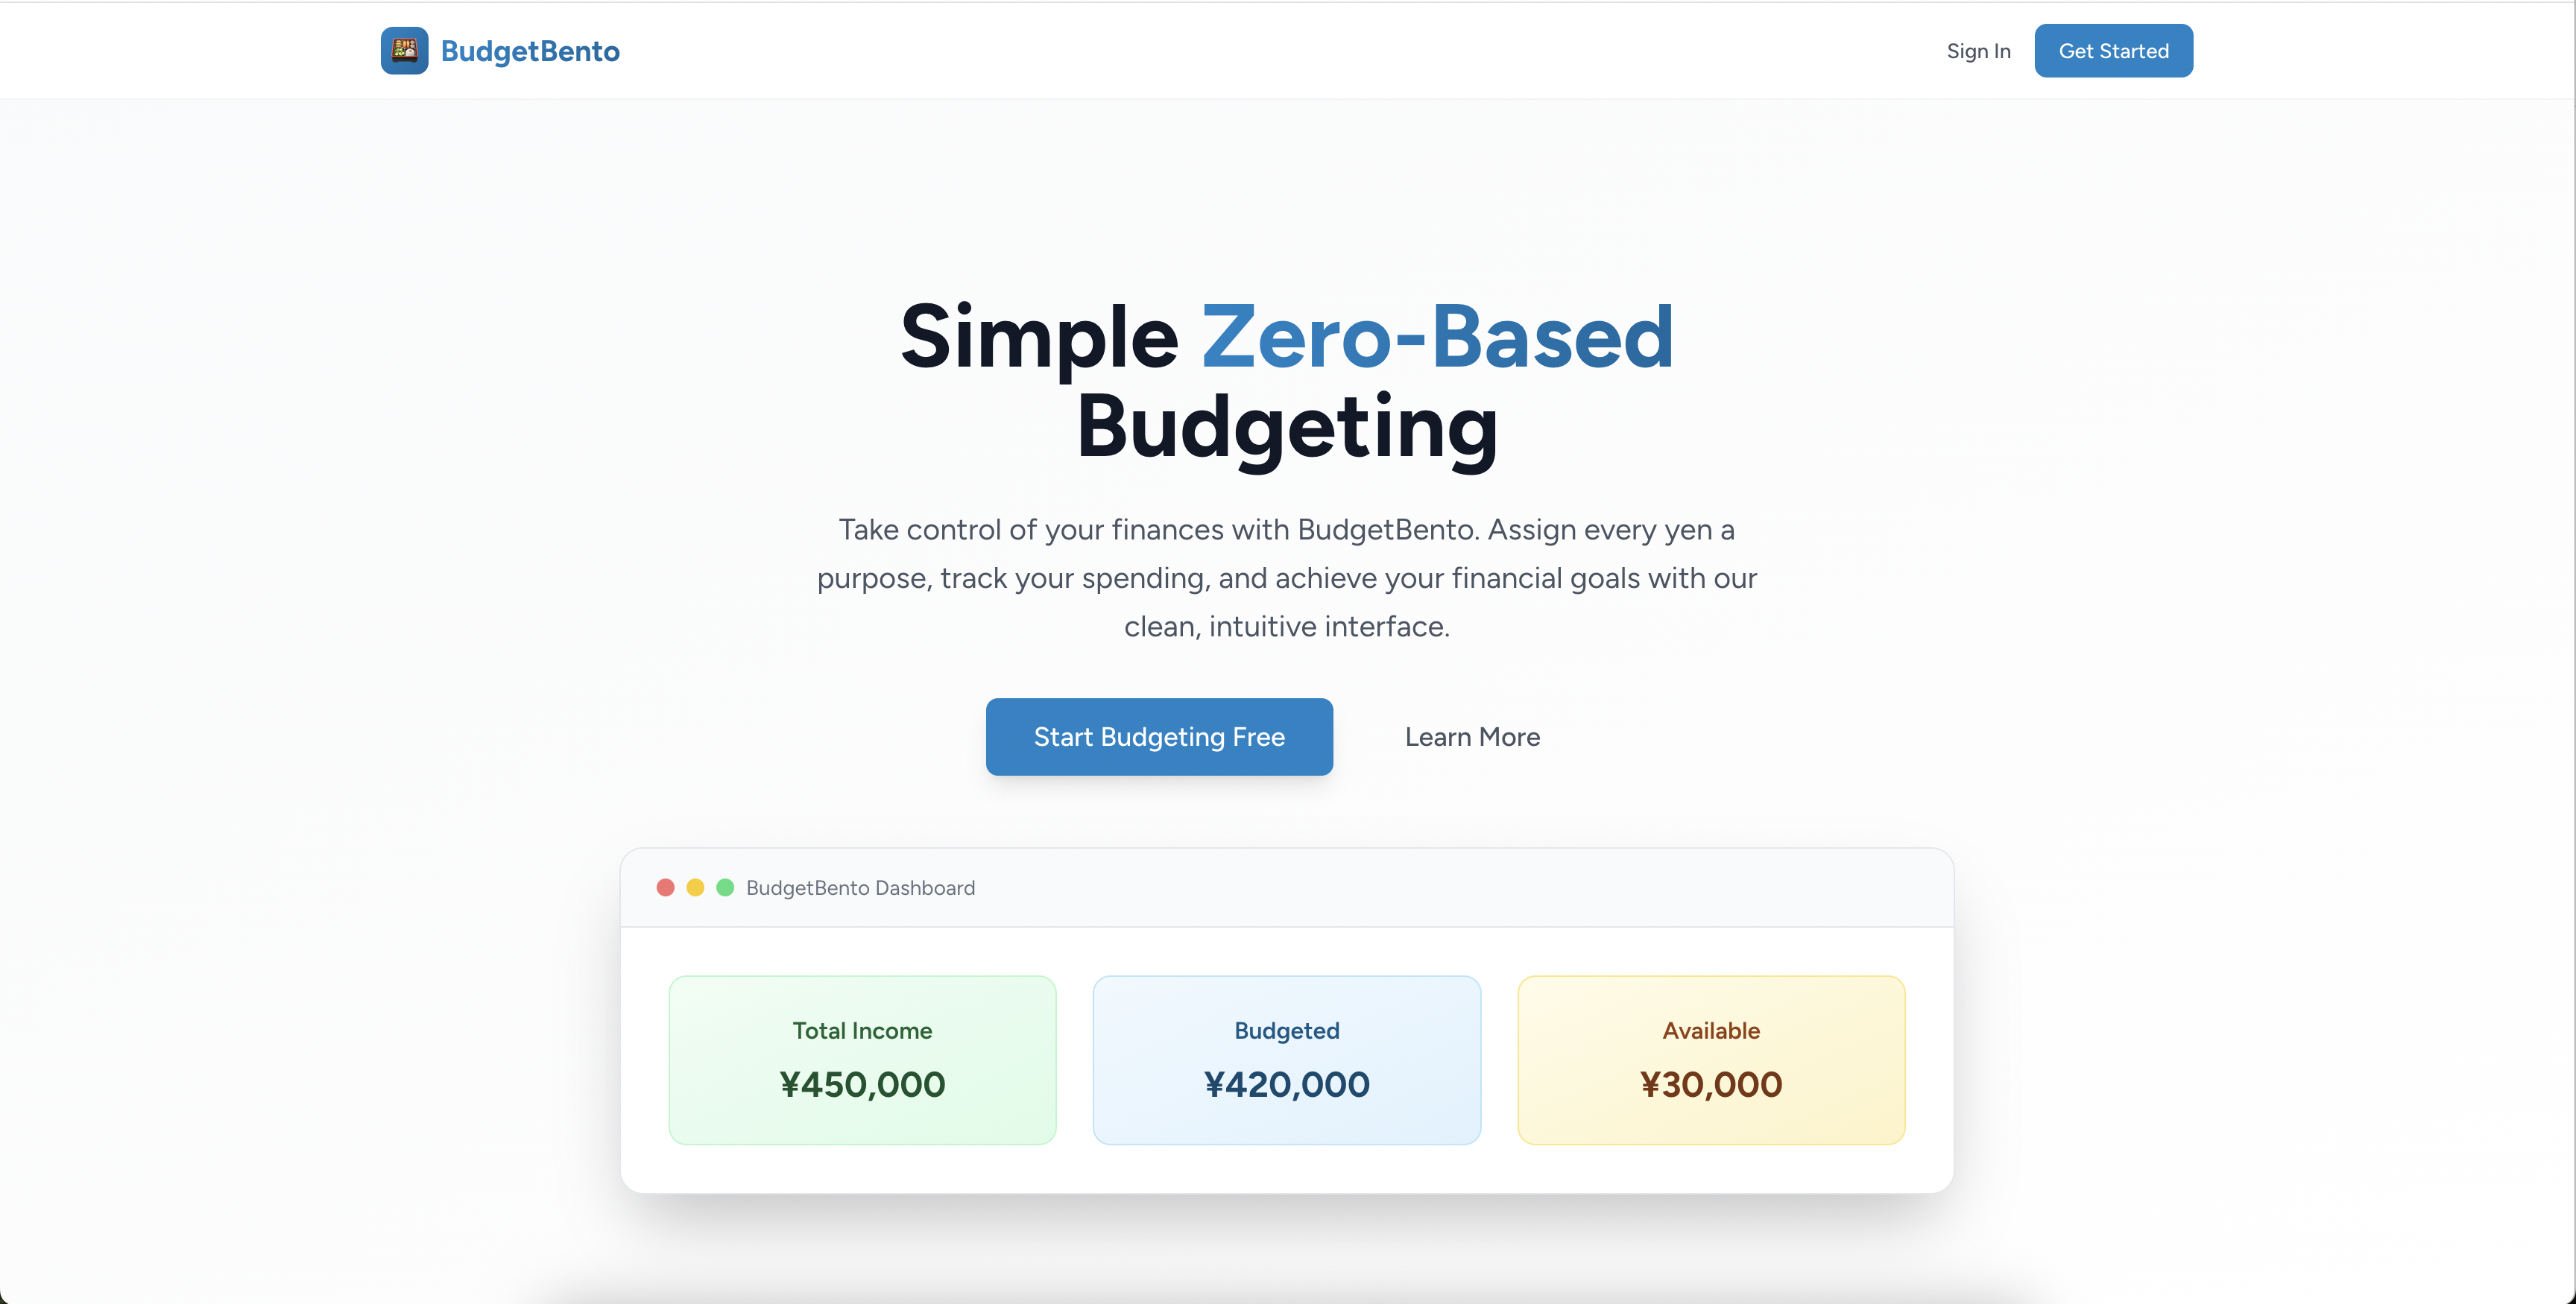 BudgetBento
Sign In
Get Started
Simple Zero-Based
Budgeting
Take control of your finances with BudgetBento. Assign every yen a
purpose, track your spending, and achieve your financial goals with our
clean, intuitive interface.
Start Budgeting Free
Learn More
BudgetBento Dashboard
Total Income
¥450,000
Budgeted
¥420,000
Available
¥30,000